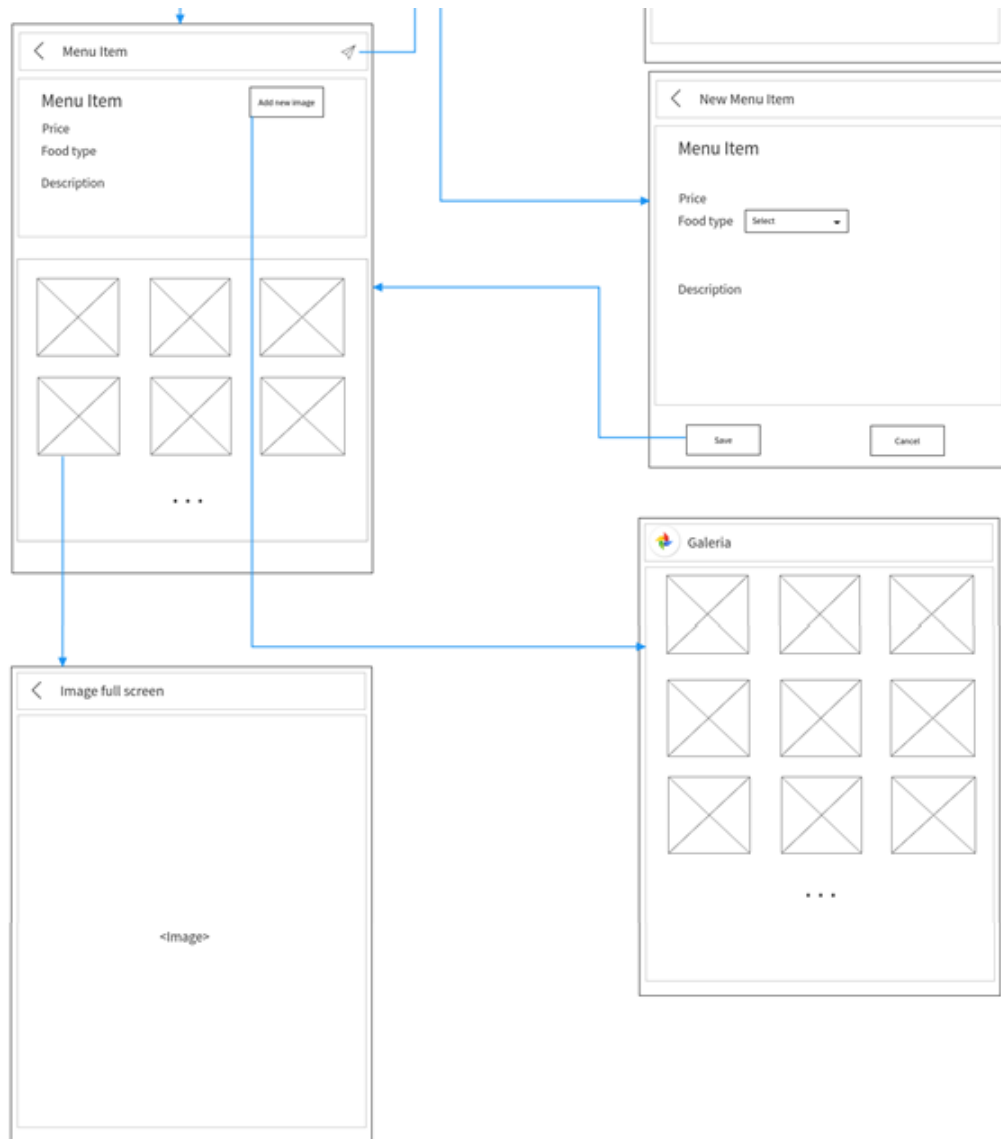 Menu Item
Menu Item
Add new image
Price
Food type
Description
. . .
New Menu Item
Menu Item
Price
Food type
Select
Description
Save
Cancel
Galeria
. . .
Image full screen
<Image>